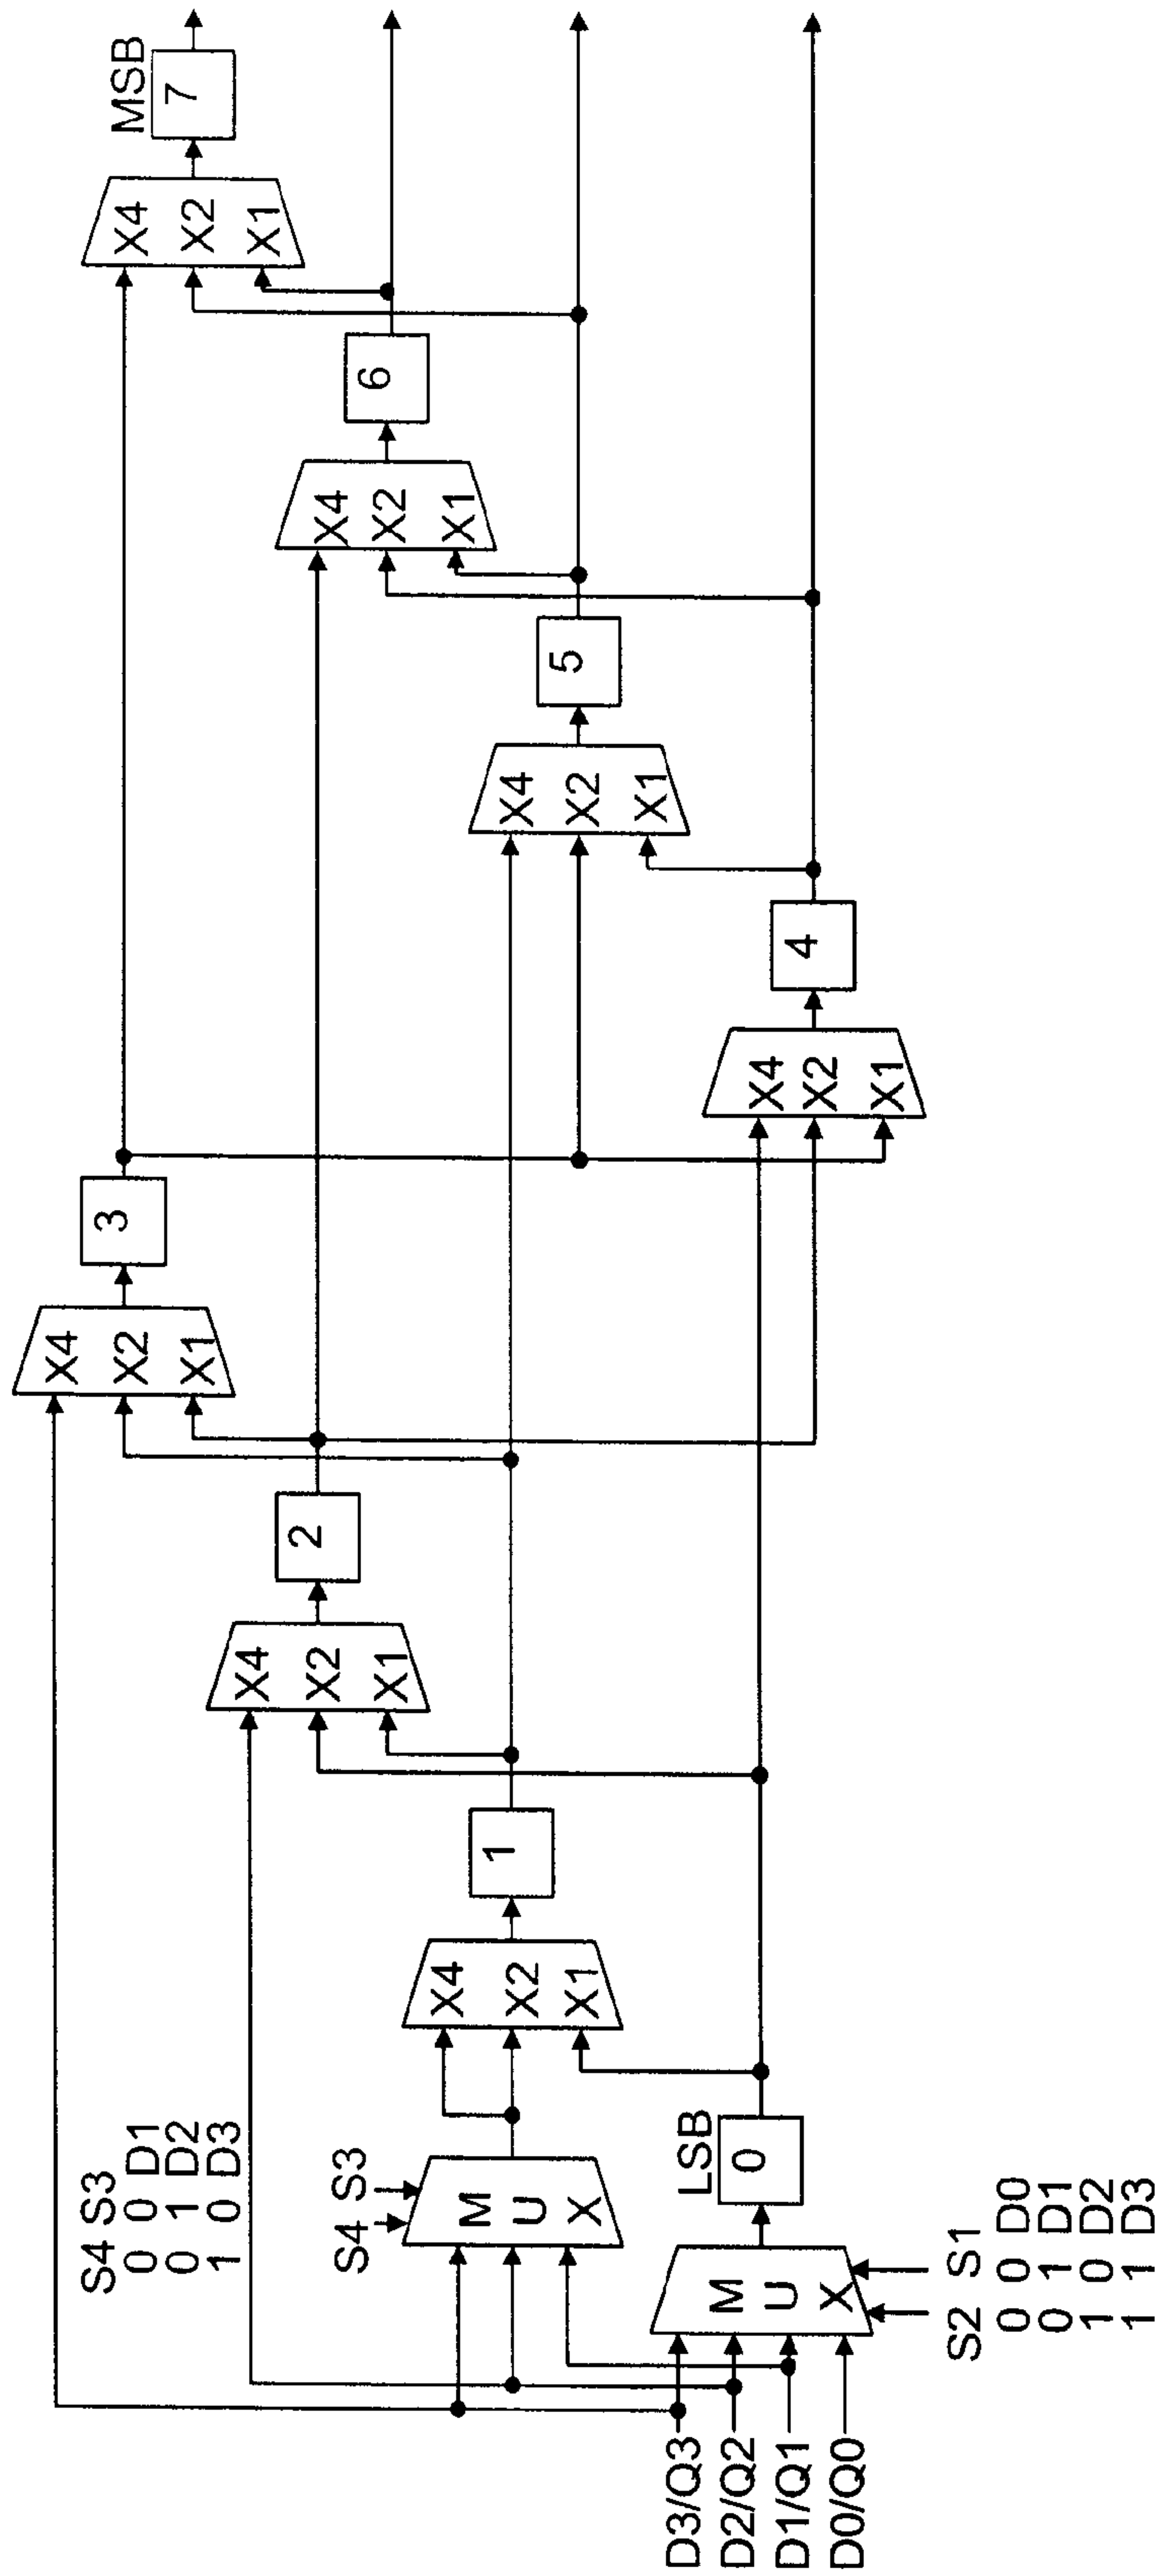 MSB
7
X4
X2
X1
6
X4
X2
X1
5
X4
X2
X1
4
X4
X2
X1
3
X4
X2
X1
2
X4
X2
X1
1
X4
X2
X1
S4 S3
0 0 D1
0 1 D2
1 0 D3
S4 S3
MUX
LSB
0
MUX
S2 S1
0 0 D0
0 1 D1
1 0 D2
1 1 D3
D3/Q3
D2/Q2
D1/Q1
D0/Q0